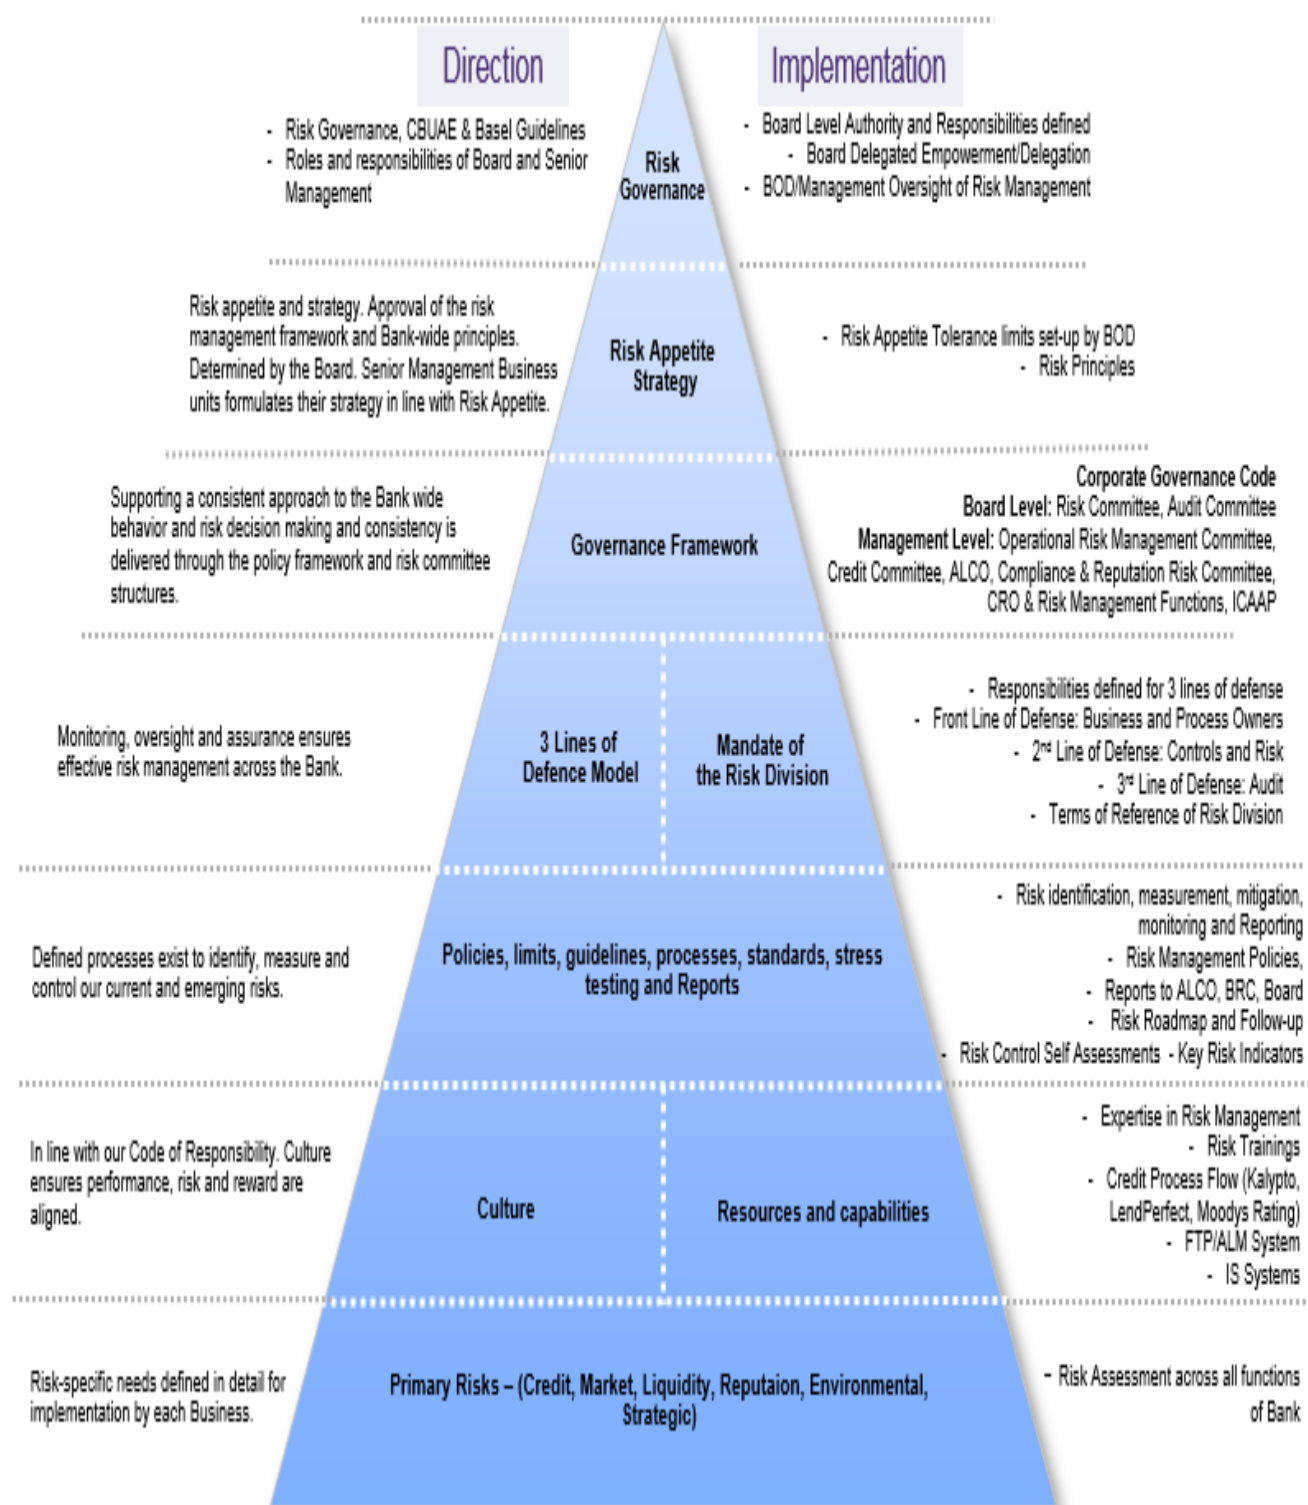 Direction
Implementation
- Risk Governance, CBUAE & Basel Guidelines
- Roles and responsibilities of Board and Senior
Management
Risk
Governance
- Board Level Authority and Responsibilities defined
- Board Delegated Empowerment/Delegation
- BOD/Management Oversight of Risk Management
Risk appetite and strategy. Approval of the risk
management framework and Bank-wide principles.
Determined by the Board. Senior Management Business
units formulates their strategy in line with Risk Appetite.
Risk Appetite
Strategy
- Risk Appetite Tolerance limits set-up by BOD
- Risk Principles
Supporting a consistent approach to the Bank wide
behavior and risk decision making and consistency is
delivered through the policy framework and risk committee
structures.
Governance Framework
Corporate Governance Code
Board Level: Risk Committee, Audit Committee
Management Level: Operational Risk Management Committee,
Credit Committee, ALCO, Compliance & Reputation Risk Committee,
CRO & Risk Management Functions, ICAAP
Monitoring, oversight and assurance ensures
effective risk management across the Bank.
3 Lines of
Defence Model
Mandate of
the Risk Division
- Responsibilities defined for 3 lines of defense
- Front Line of Defense: Business and Process Owners
- 2nd Line of Defense: Controls and Risk
- 3rd Line of Defense: Audit
- Terms of Reference of Risk Division
Defined processes exist to identify, measure and
control our current and emerging risks.
Policies, limits, guidelines, processes, standards, stress
testing and Reports
- Risk identification, measurement, mitigation,
monitoring and Reporting
- Risk Management Policies,
- Reports to ALCO, BRC, Board
- Risk Roadmap and Follow-up
- Risk Control Self Assessments - Key Risk Indicators
In line with our Code of Responsibility. Culture
ensures performance, risk and reward are
aligned.
Culture
Resources and capabilities
- Expertise in Risk Management
- Risk Trainings
- Credit Process Flow (Kalypto,
LendPerfect, Moodys Rating)
- FTP/ALM System
- IS Systems
Risk-specific needs defined in detail for
implementation by each Business.
Primary Risks – (Credit, Market, Liquidity, Reputaion, Environmental,
Strategic)
- Risk Assessment across all functions
of Bank